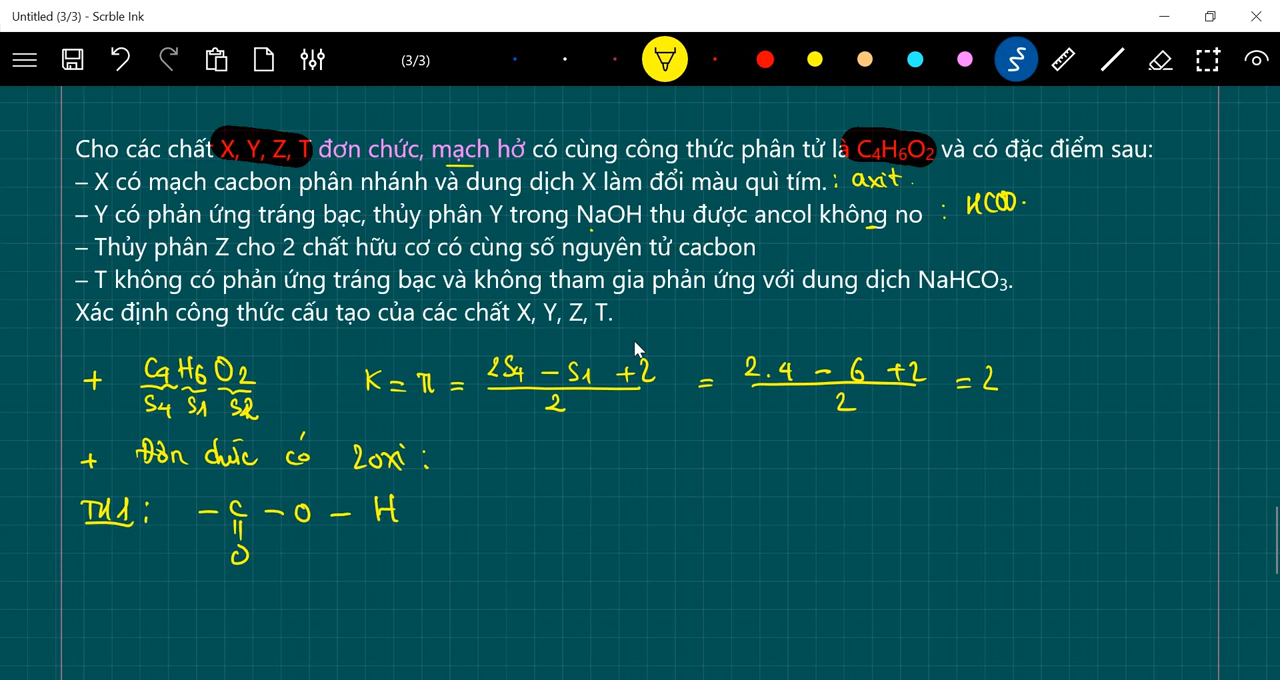 Untitled (3/3) - Scrble Ink
(3/3)
Cho các chất X, Y, Z, T đơn chức, mạch hở có cùng công thức phân tử là C₄H₆O₂ và có đặc điểm sau:
– X có mạch cacbon phân nhánh và dung dịch X làm đổi màu quì tím. : axit.
– Y có phản ứng tráng bạc, thủy phân Y trong NaOH thu được ancol không no : HCOO.
– Thủy phân Z cho 2 chất hữu cơ có cùng số nguyên tử cacbon
– T không có phản ứng tráng bạc và không tham gia phản ứng với dung dịch NaHCO₃.
Xác định công thức cấu tạo của các chất X, Y, Z, T.
+ C4H6O2 K = π = (2S4 – S1 + 2)/2 = (2.4 – 6 + 2)/2 = 2
S4 S1 S2
+ Đơn chức có 2oxi :
TH1 : – C – O – H
||
O